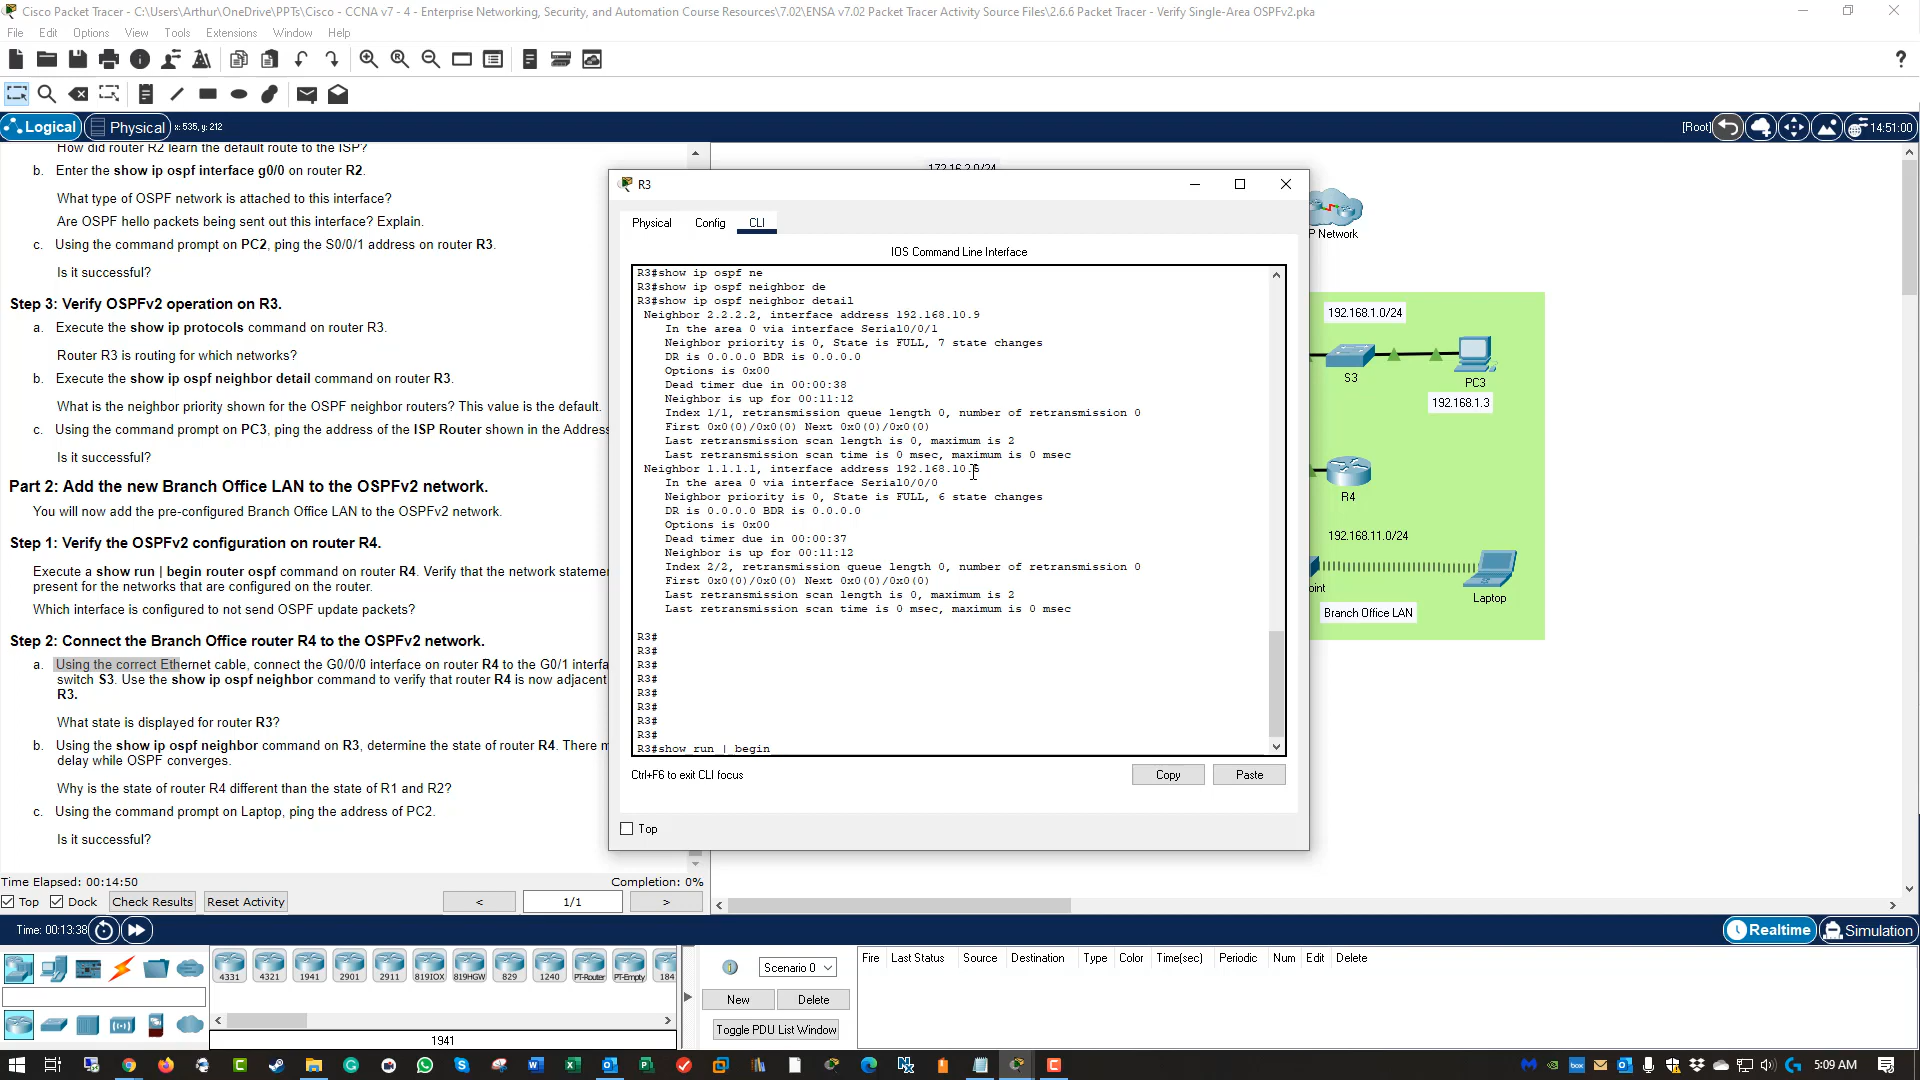 Cisco Packet Tracer - C:\Users\Arthur\OneDrive\PPTs\Cisco - CCNA v7 - 4 - Enterprise Networking, Security, and Automation Course Resources\7.02\ENSA v7.02 Packet Tracer Activity Source Files\2.6.6 Packet Tracer - Verify Single-Area OSPFv2.pka
File Edit Options View Tools Extensions Window Help
Logical Physical x: 535, y: 212 [Root] 14:51:00
How did router R2 learn the default route to the ISP?
b. Enter the show ip ospf interface g0/0 on router R2.
What type of OSPF network is attached to this interface?
Are OSPF hello packets being sent out this interface? Explain.
c. Using the command prompt on PC2, ping the S0/0/1 address on router R3.
Is it successful?
Step 3: Verify OSPFv2 operation on R3.
a. Execute the show ip protocols command on router R3.
Router R3 is routing for which networks?
b. Execute the show ip ospf neighbor detail command on router R3.
What is the neighbor priority shown for the OSPF neighbor routers? This value is the default.
c. Using the command prompt on PC3, ping the address of the ISP Router shown in the Address
Is it successful?
Part 2: Add the new Branch Office LAN to the OSPFv2 network.
You will now add the pre-configured Branch Office LAN to the OSPFv2 network.
Step 1: Verify the OSPFv2 configuration on router R4.
Execute a show run | begin router ospf command on router R4. Verify that the network stateme
present for the networks that are configured on the router.
Which interface is configured to not send OSPF update packets?
Step 2: Connect the Branch Office router R4 to the OSPFv2 network.
a. Using the correct Ethernet cable, connect the G0/0/0 interface on router R4 to the G0/1 interfa
switch S3. Use the show ip ospf neighbor command to verify that router R4 is now adjacent
R3.
What state is displayed for router R3?
b. Using the show ip ospf neighbor command on R3, determine the state of router R4. There m
delay while OSPF converges.
Why is the state of router R4 different than the state of R1 and R2?
c. Using the command prompt on Laptop, ping the address of PC2.
Is it successful?
Time Elapsed: 00:14:50 Completion: 0%
Top Dock Check Results Reset Activity < 1/1 >
172.16.2.0/24
R3
Physical Config CLI
IOS Command Line Interface
R3#show ip ospf ne
R3#show ip ospf neighbor de
R3#show ip ospf neighbor detail
Neighbor 2.2.2.2, interface address 192.168.10.9
In the area 0 via interface Serial0/0/1
Neighbor priority is 0, State is FULL, 7 state changes
DR is 0.0.0.0 BDR is 0.0.0.0
Options is 0x00
Dead timer due in 00:00:38
Neighbor is up for 00:11:12
Index 1/1, retransmission queue length 0, number of retransmission 0
First 0x0(0)/0x0(0) Next 0x0(0)/0x0(0)
Last retransmission scan length is 0, maximum is 2
Last retransmission scan time is 0 msec, maximum is 0 msec
Neighbor 1.1.1.1, interface address 192.168.10.5
In the area 0 via interface Serial0/0/0
Neighbor priority is 0, State is FULL, 6 state changes
DR is 0.0.0.0 BDR is 0.0.0.0
Options is 0x00
Dead timer due in 00:00:37
Neighbor is up for 00:11:12
Index 2/2, retransmission queue length 0, number of retransmission 0
First 0x0(0)/0x0(0) Next 0x0(0)/0x0(0)
Last retransmission scan length is 0, maximum is 2
Last retransmission scan time is 0 msec, maximum is 0 msec
R3#
R3#
R3#
R3#
R3#
R3#
R3#
R3#
R3#show run | begin
Ctrl+F6 to exit CLI focus Copy Paste
Top
P Network
192.168.1.0/24
S3
PC3
192.168.1.3
R4
192.168.11.0/24
oint
Laptop
Branch Office LAN
Time: 00:13:38 Realtime Simulation
4331 4321 1941 2901 2911 819IOX 819HGW 829 1240 PT-Router PT-Empty 184
1941
Scenario 0
New Delete
Toggle PDU List Window
Fire Last Status Source Destination Type Color Time(sec) Periodic Num Edit Delete
5:09 AM